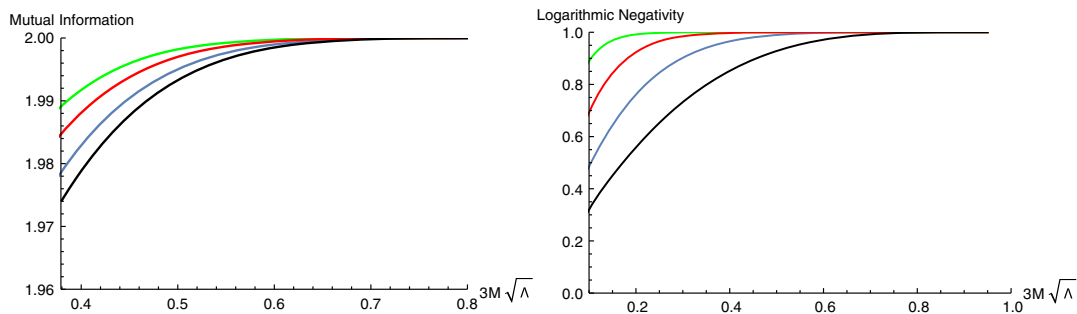 Mutual Information
2.00
1.99
1.98
1.97
1.96
0.4 0.5 0.6 0.7 0.8
3M √Λ
Logarithmic Negativity
1.0
0.8
0.6
0.4
0.2
0.0
0.2 0.4 0.6 0.8 1.0
3M √Λ